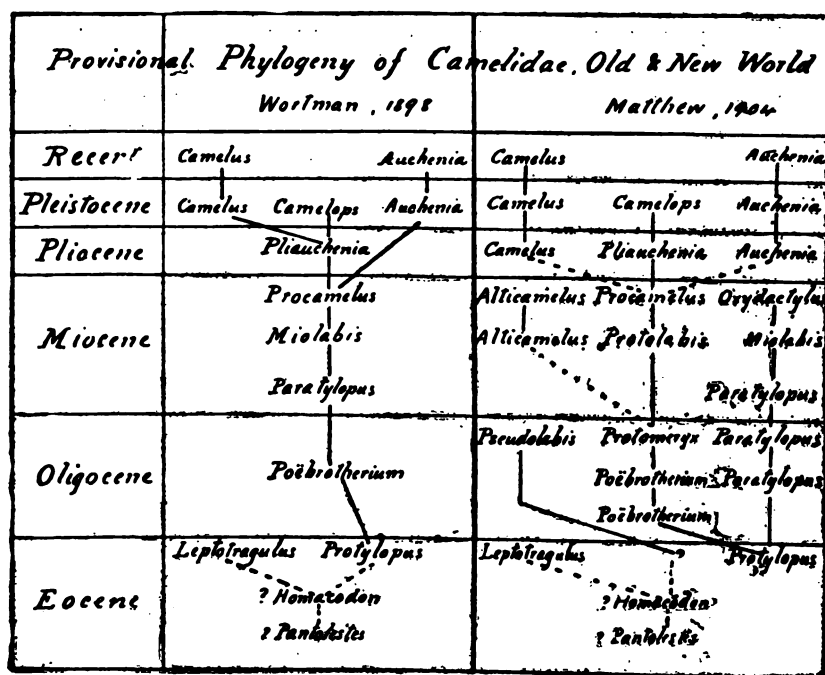 Provisional Phylogeny of Camelidae, Old & New World
Wortman, 1898 Matthew, 1904
Recent Camelus Auchenia Camelus Auchenia
Pleistocene Camelus Camelops Auchenia Camelus Camelops Auchenia
Pliocene Pliauchenia Camelus Pliauchenia Auchenia
Procamelus Alticamelus Procamelus Oxydactylus
Miocene Miolabis Alticamelus Protolabis Miolabis
Paratylopus Paratylopus
Pseudolabis Protomeryx Paratylopus
Oligocene Poëbrotherium Poëbrotherium Paratylopus
Poëbrotherium
Leptotragulus Protylopus Leptotragulus ? Protylopus
Eocene ? Homacodon ? Homacodon
? Pantolestes ? Pantolestes